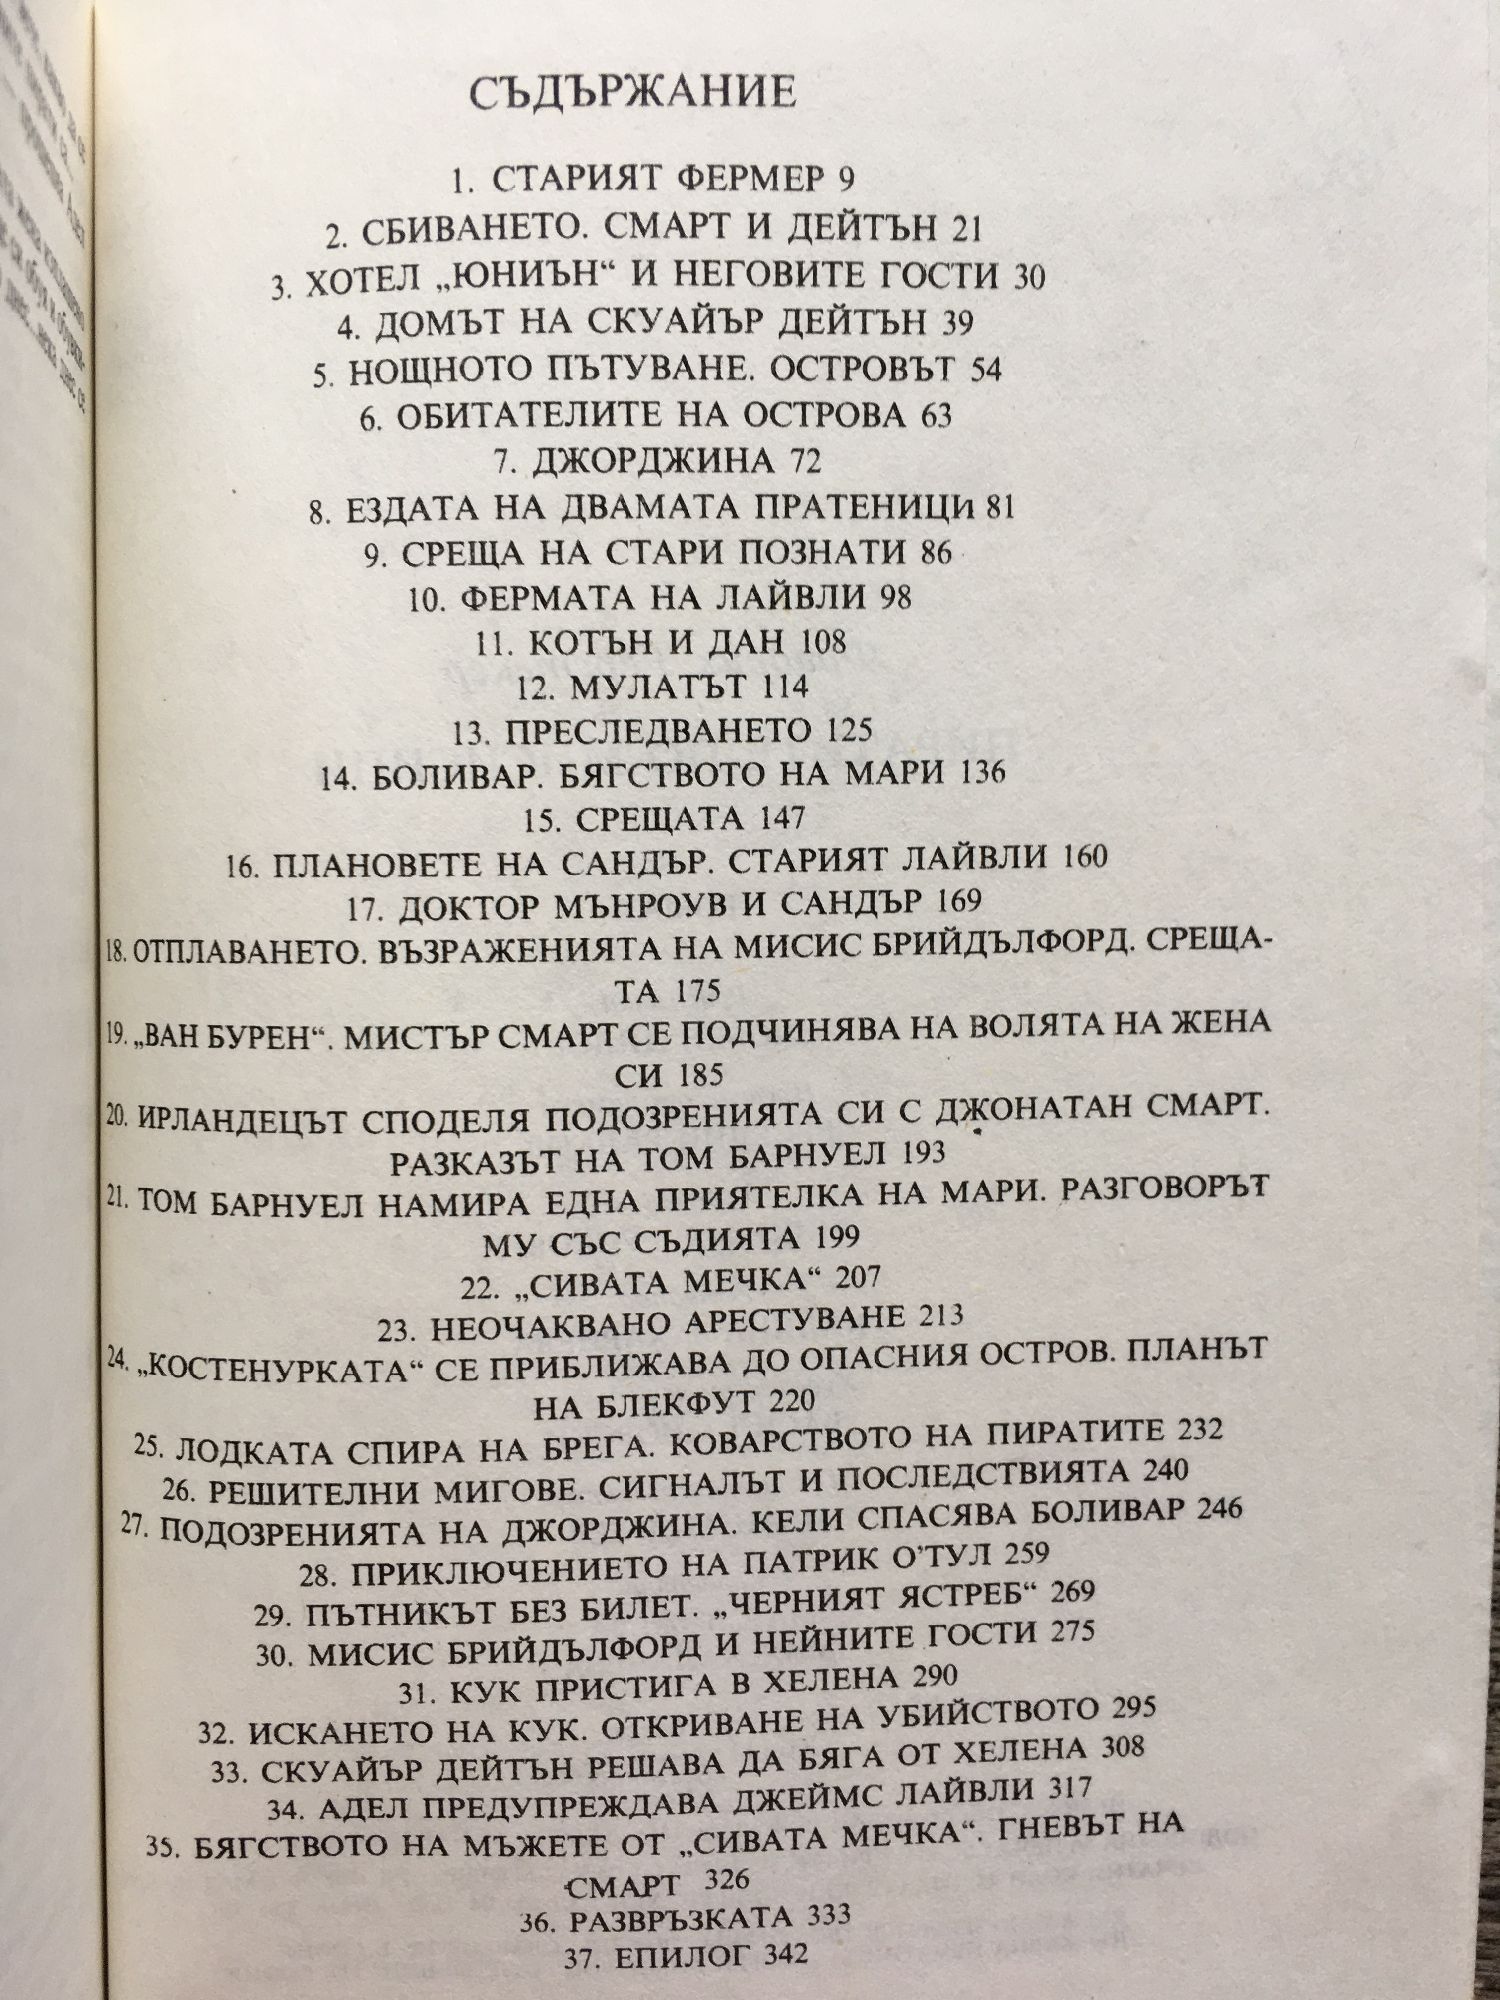 СЪДЪРЖАНИЕ
1. СТАРИЯТ ФЕРМЕР 9
2. СБИВАНЕТО. СМАРТ И ДЕЙТЪН 21
3. ХОТЕЛ „ЮНИЪН“ И НЕГОВИТЕ ГОСТИ 30
4. ДОМЪТ НА СКУАЙЪР ДЕЙТЪН 39
5. НОЩНОТО ПЪТУВАНЕ. ОСТРОВЪТ 54
6. ОБИТАТЕЛИТЕ НА ОСТРОВА 63
7. ДЖОРДЖИНА 72
8. ЕЗДАТА НА ДВАМАТА ПРАТЕНИЦИ 81
9. СРЕЩА НА СТАРИ ПОЗНАТИ 86
10. ФЕРМАТА НА ЛАЙВЛИ 98
11. КОТЪН И ДАН 108
12. МУЛАТЪТ 114
13. ПРЕСЛЕДВАНЕТО 125
14. БОЛИВАР. БЯГСТВОТО НА МАРИ 136
15. СРЕЩАТА 147
16. ПЛАНОВЕТЕ НА САНДЪР. СТАРИЯТ ЛАЙВЛИ 160
17. ДОКТОР МЪНРОУВ И САНДЪР 169
18. ОТПЛАВАНЕТО. ВЪЗРАЖЕНИЯТА НА МИСИС БРИЙДЪЛФОРД. СРЕЩА-
ТА 175
19. „ВАН БУРЕН“. МИСТЪР СМАРТ СЕ ПОДЧИНЯВА НА ВОЛЯТА НА ЖЕНА
СИ 185
20. ИРЛАНДЕЦЪТ СПОДЕЛЯ ПОДОЗРЕНИЯТА СИ С ДЖОНАТАН СМАРТ.
РАЗКАЗЪТ НА ТОМ БАРНУЕЛ 193
21. ТОМ БАРНУЕЛ НАМИРА ЕДНА ПРИЯТЕЛКА НА МАРИ. РАЗГОВОРЪТ
МУ СЪС СЪДИЯТА 199
22. „СИВАТА МЕЧКА“ 207
23. НЕОЧАКВАНО АРЕСТУВАНЕ 213
24. „КОСТЕНУРКАТА“ СЕ ПРИБЛИЖАВА ДО ОПАСНИЯ ОСТРОВ. ПЛАНЪТ
НА БЛЕКФУТ 220
25. ЛОДКАТА СПИРА НА БРЕГА. КОВАРСТВОТО НА ПИРАТИТЕ 232
26. РЕШИТЕЛНИ МИГОВЕ. СИГНАЛЪТ И ПОСЛЕДСТВИЯТА 240
27. ПОДОЗРЕНИЯТА НА ДЖОРДЖИНА. КЕЛИ СПАСЯВА БОЛИВАР 246
28. ПРИКЛЮЧЕНИЕТО НА ПАТРИК О'ТУЛ 259
29. ПЪТНИКЪТ БЕЗ БИЛЕТ. „ЧЕРНИЯТ ЯСТРЕБ“ 269
30. МИСИС БРИЙДЪЛФОРД И НЕЙНИТЕ ГОСТИ 275
31. КУК ПРИСТИГА В ХЕЛЕНА 290
32. ИСКАНЕТО НА КУК. ОТКРИВАНЕ НА УБИЙСТВОТО 295
33. СКУАЙЪР ДЕЙТЪН РЕШАВА ДА БЯГА ОТ ХЕЛЕНА 308
34. АДЕЛ ПРЕДУПРЕЖДАВА ДЖЕЙМС ЛАЙВЛИ 317
35. БЯГСТВОТО НА МЪЖЕТЕ ОТ „СИВАТА МЕЧКА“. ГНЕВЪТ НА
СМАРТ 326
36. РАЗВРЪЗКАТА 333
37. ЕПИЛОГ 342